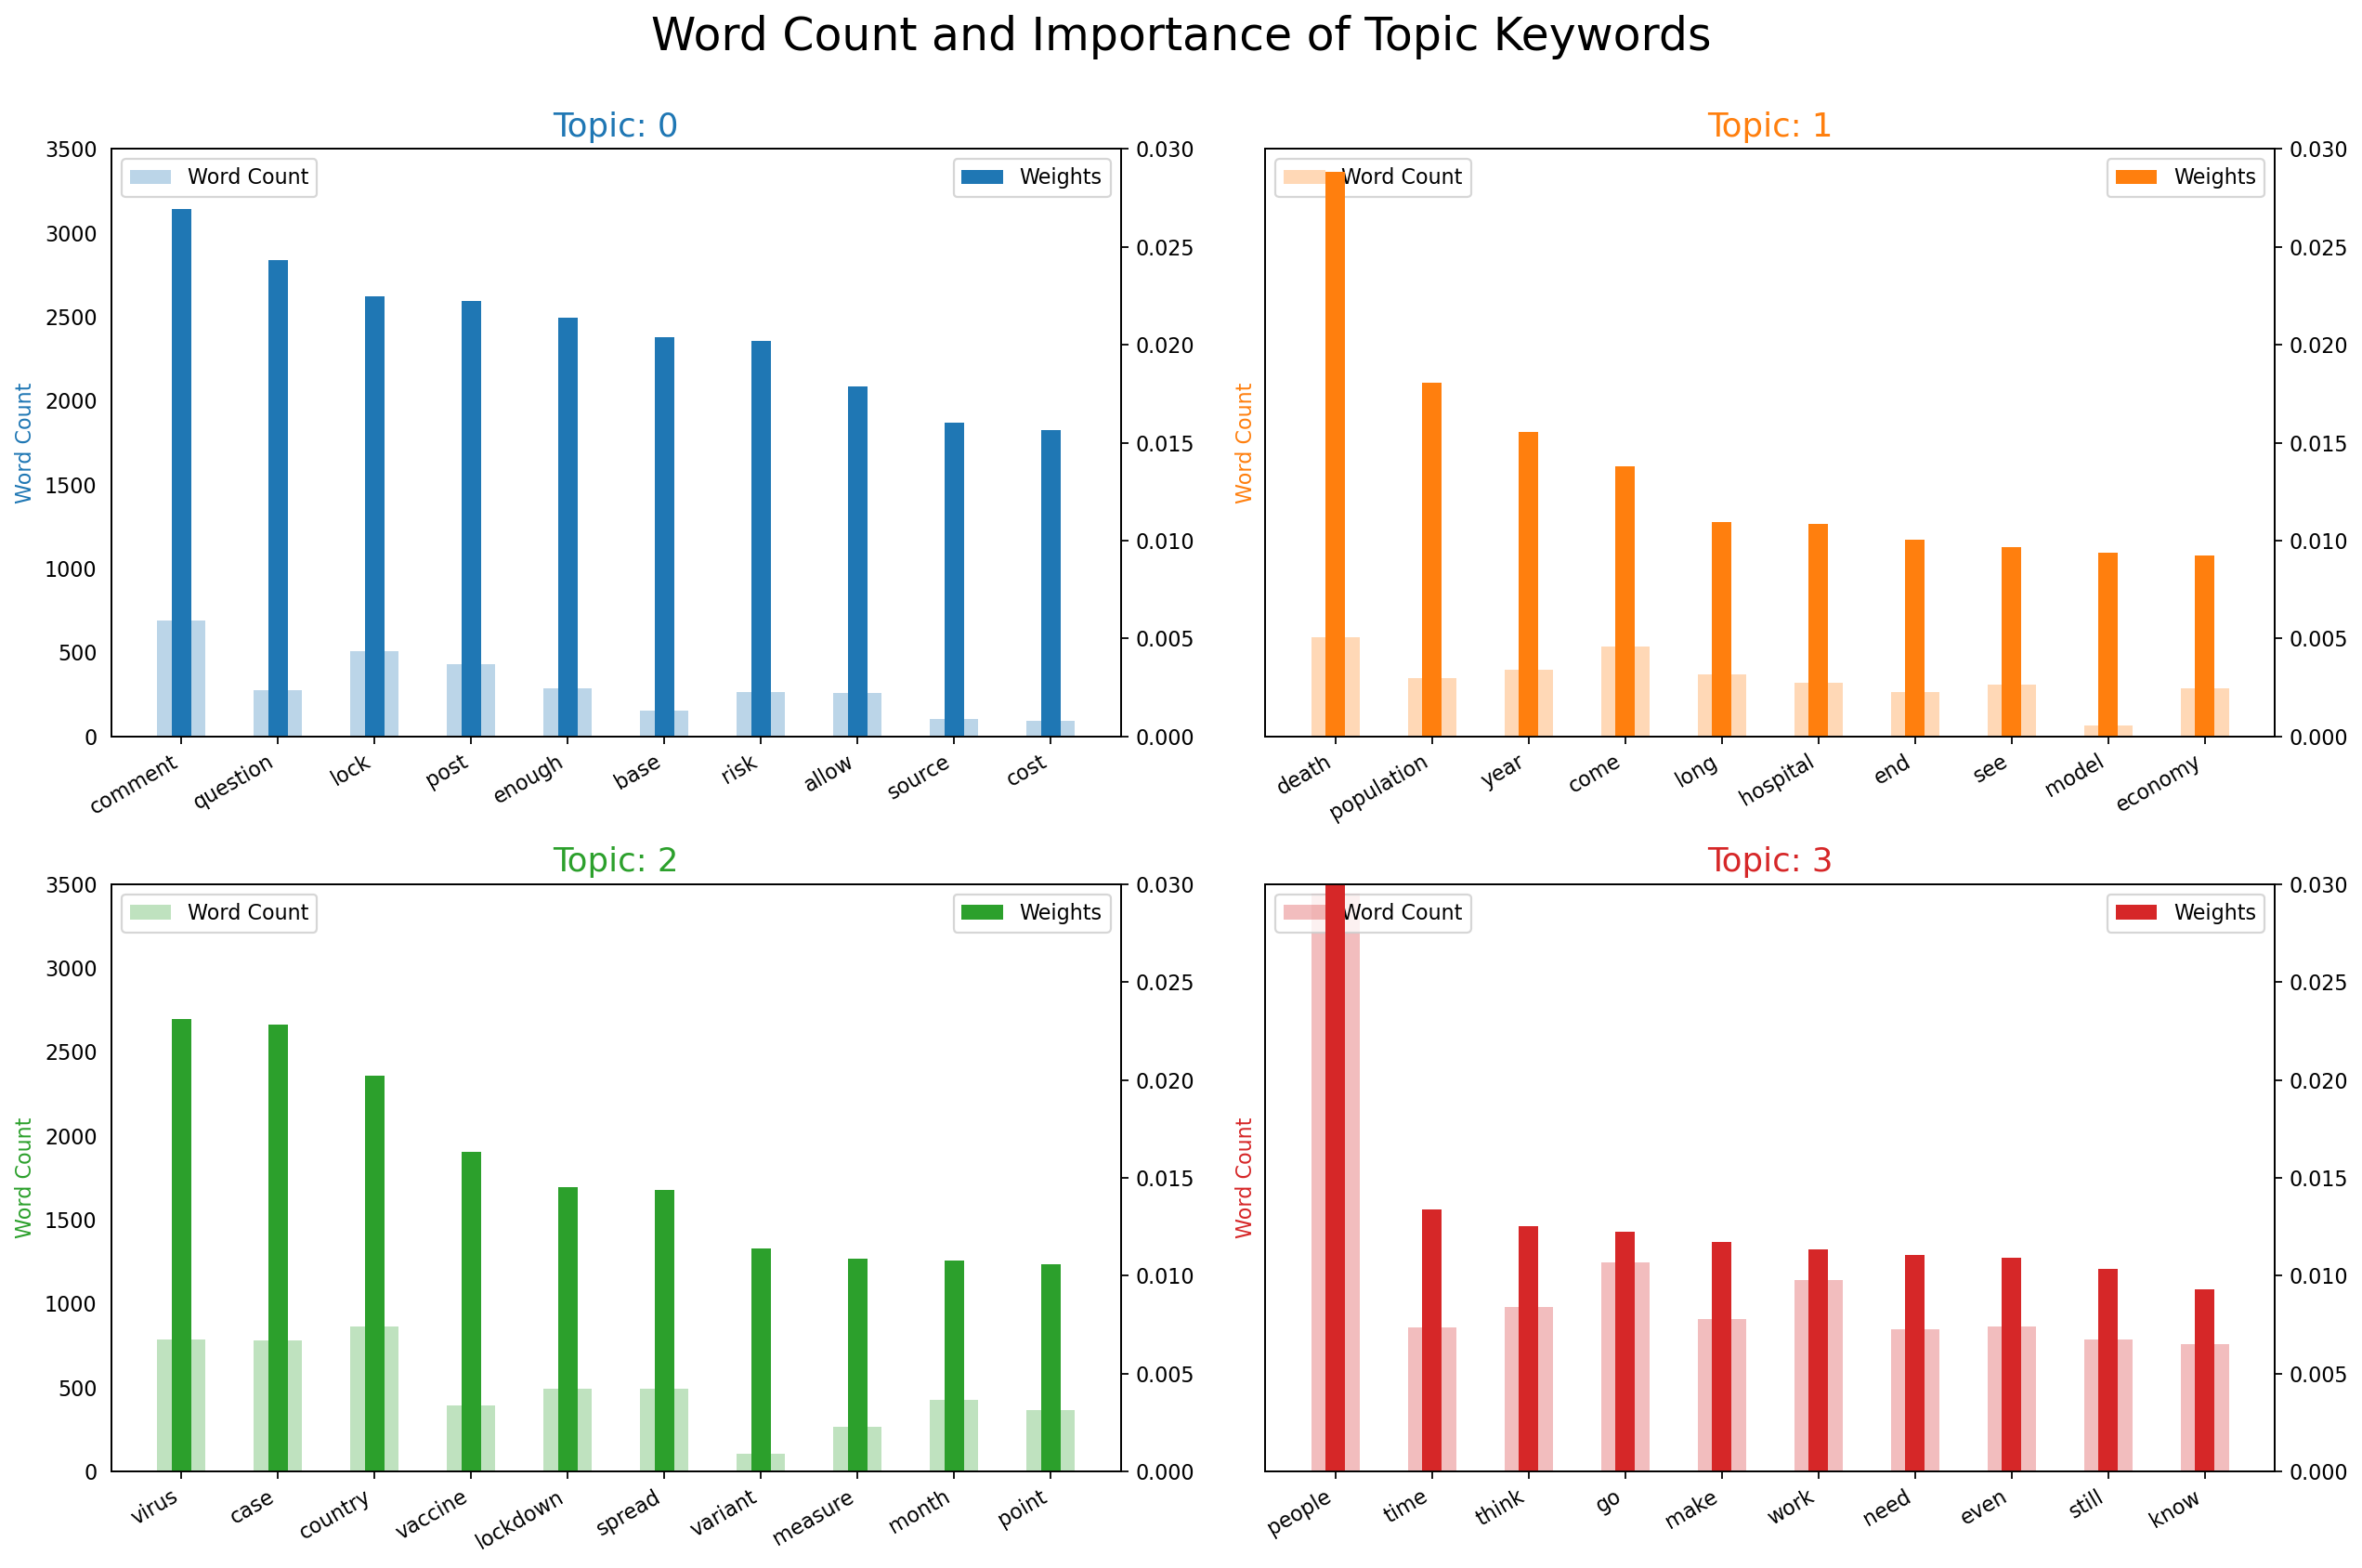 Word Count and Importance of Topic Keywords
Topic: 0
Word Count
Weights
Word Count
3500
3000
2500
2000
1500
1000
500
0
0.030
0.025
0.020
0.015
0.010
0.005
0.000
comment
question
lock
post
enough
base
risk
allow
source
cost
Topic: 1
Word Count
Weights
Word Count
0.030
0.025
0.020
0.015
0.010
0.005
0.000
death
population
year
come
long
hospital
end
see
model
economy
Topic: 2
Word Count
Weights
Word Count
3500
3000
2500
2000
1500
1000
500
0
0.030
0.025
0.020
0.015
0.010
0.005
0.000
virus
case
country
vaccine
lockdown
spread
variant
measure
month
point
Topic: 3
Word Count
Weights
Word Count
0.030
0.025
0.020
0.015
0.010
0.005
0.000
people
time
think
go
make
work
need
even
still
know